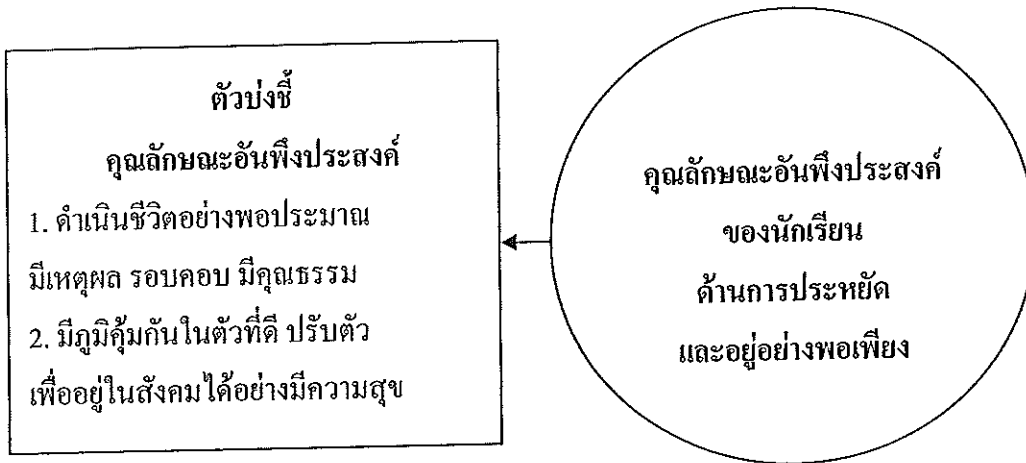 ตัวบ่งชี้
คุณลักษณะอันพึงประสงค์
1. ดำเนินชีวิตอย่างพอประมาณ
มีเหตุผล รอบคอบ มีคุณธรรม
2. มีภูมิคุ้มกันในตัวที่ดี ปรับตัว
เพื่ออยู่ในสังคมได้อย่างมีความสุข
คุณลักษณะอันพึงประสงค์
ของนักเรียน
ด้านการประหยัด
และอยู่อย่างพอเพียง